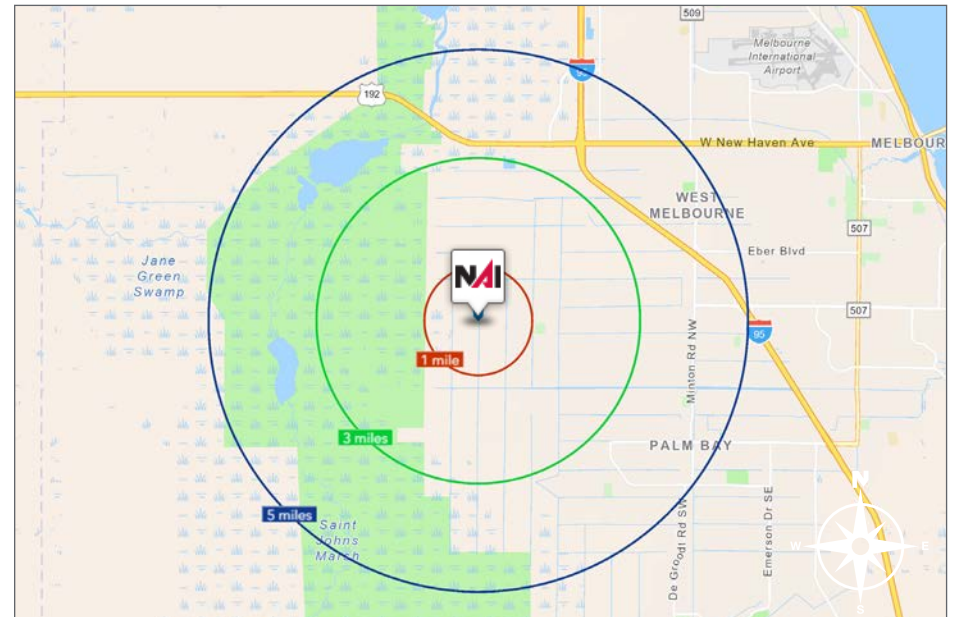 509
Melbourne
International
Airport
95
192
W New Haven Ave
MELBOUR
WEST
MELBOURNE
507
Eber Blvd
Jane
Green
Swamp
NAI
507
95
1 mile
Minton Rd NW
3 miles
PALM BAY
5 miles
Saint
Johns
Marsh
De Groodt Rd SW
Emerson Dr SE
N
W
E
S